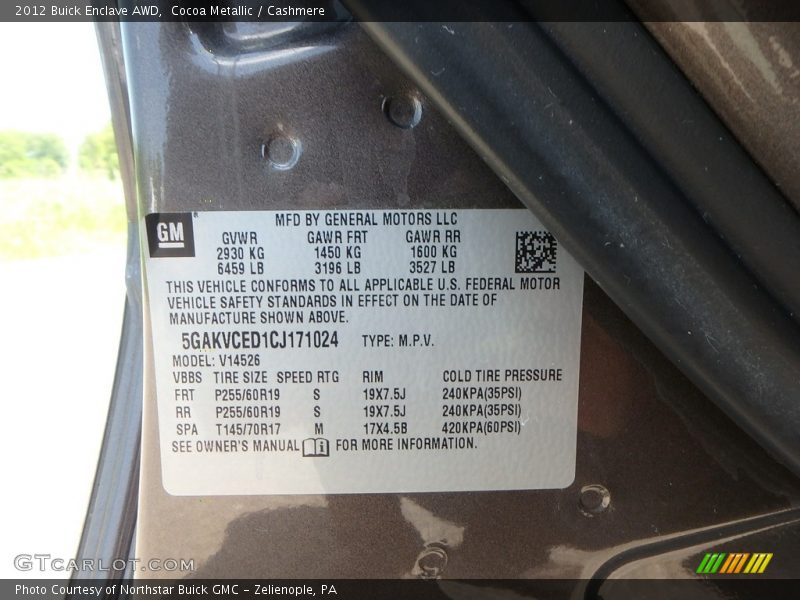 2012 Buick Enclave AWD,  Cocoa Metallic / Cashmere
GM ® MFD BY GENERAL MOTORS LLC
GVWR GAWR FRT GAWR RR
2930 KG 1450 KG 1600 KG
6459 LB 3196 LB 3527 LB
THIS VEHICLE CONFORMS TO ALL APPLICABLE U.S. FEDERAL MOTOR
VEHICLE SAFETY STANDARDS IN EFFECT ON THE DATE OF
MANUFACTURE SHOWN ABOVE.
5GAKVCED1CJ171024 TYPE: M.P.V.
MODEL: V14526
VBBS TIRE SIZE SPEED RTG RIM COLD TIRE PRESSURE
FRT P255/60R19 S 19X7.5J 240KPA(35PSI)
RR P255/60R19 S 19X7.5J 240KPA(35PSI)
SPA T145/70R17 M 17X4.5B 420KPA(60PSI)
SEE OWNER'S MANUAL i FOR MORE INFORMATION.
GTCARLOT.COM
Photo Courtesy of Northstar Buick GMC – Zelienople, PA